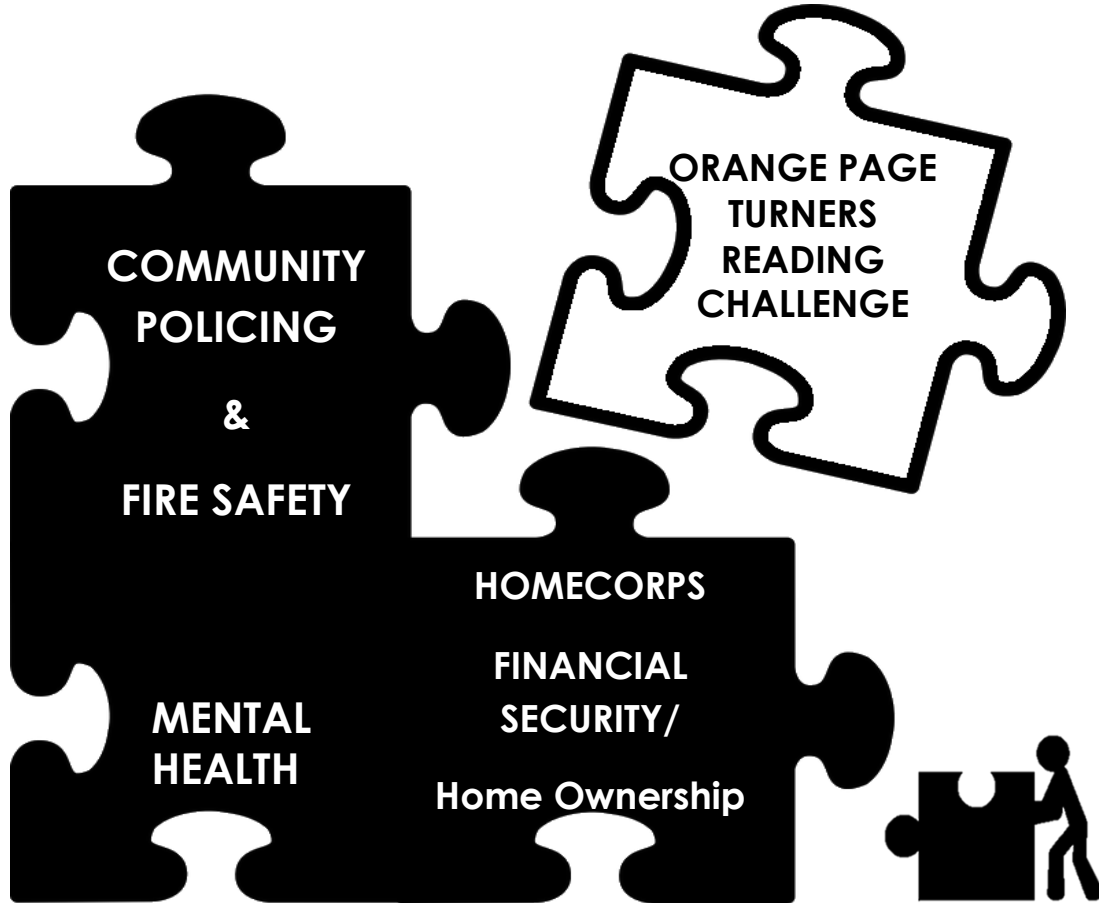 COMMUNITY
POLICING
&
FIRE SAFETY
MENTAL
HEALTH
ORANGE PAGE
TURNERS
READING
CHALLENGE
HOMECORPS
FINANCIAL
SECURITY/
Home Ownership